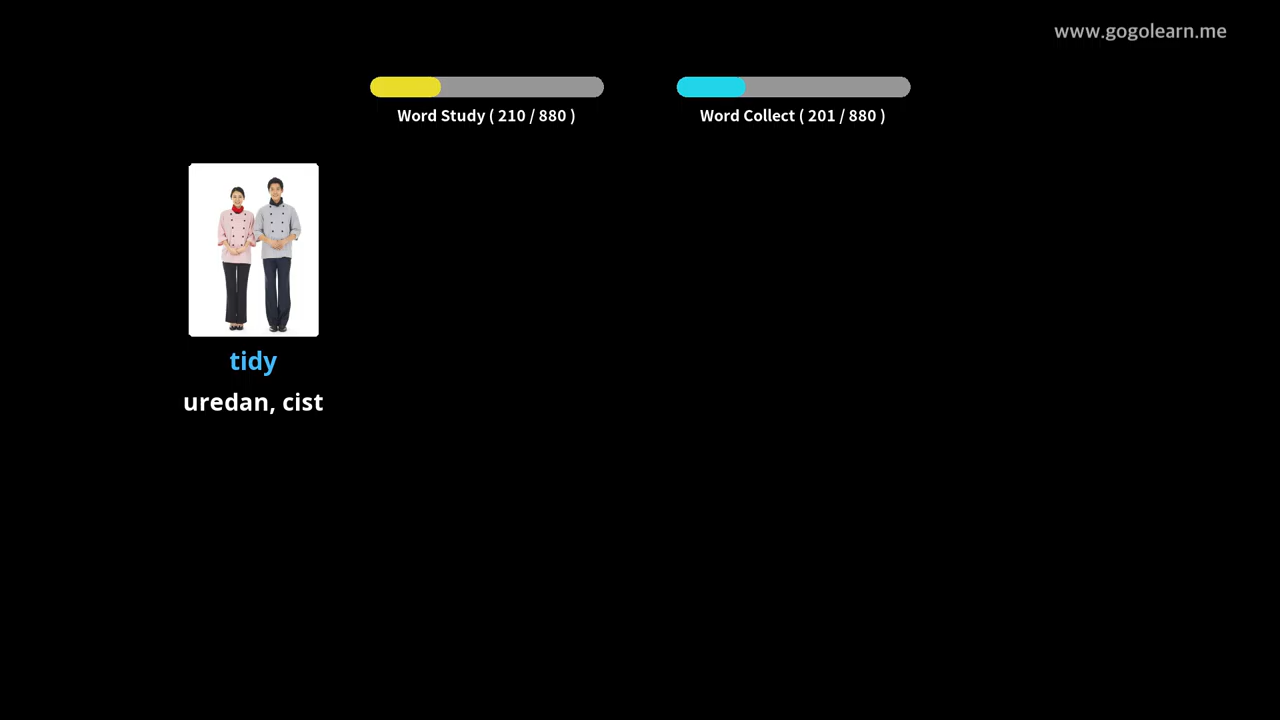 www.gogolearn.me
Word Study ( 210 / 880 )
Word Collect ( 201 / 880 )
tidy
uredan, cist